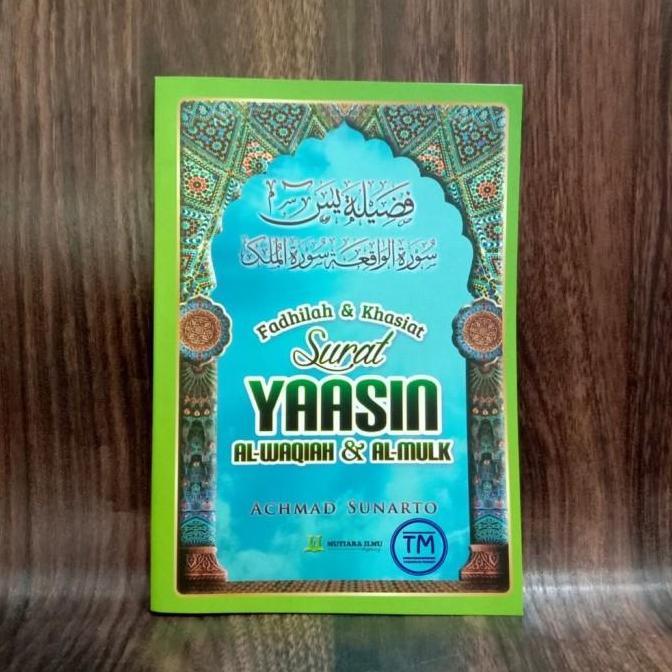 فضيلة يس
سورة الواقعة سورة الملك
Fadhilah & Khasiat
Surat
YAASIN
AL-WAQIAH & AL-MULK
ACHMAD SUNARTO
MUTIARA ILMU
TM